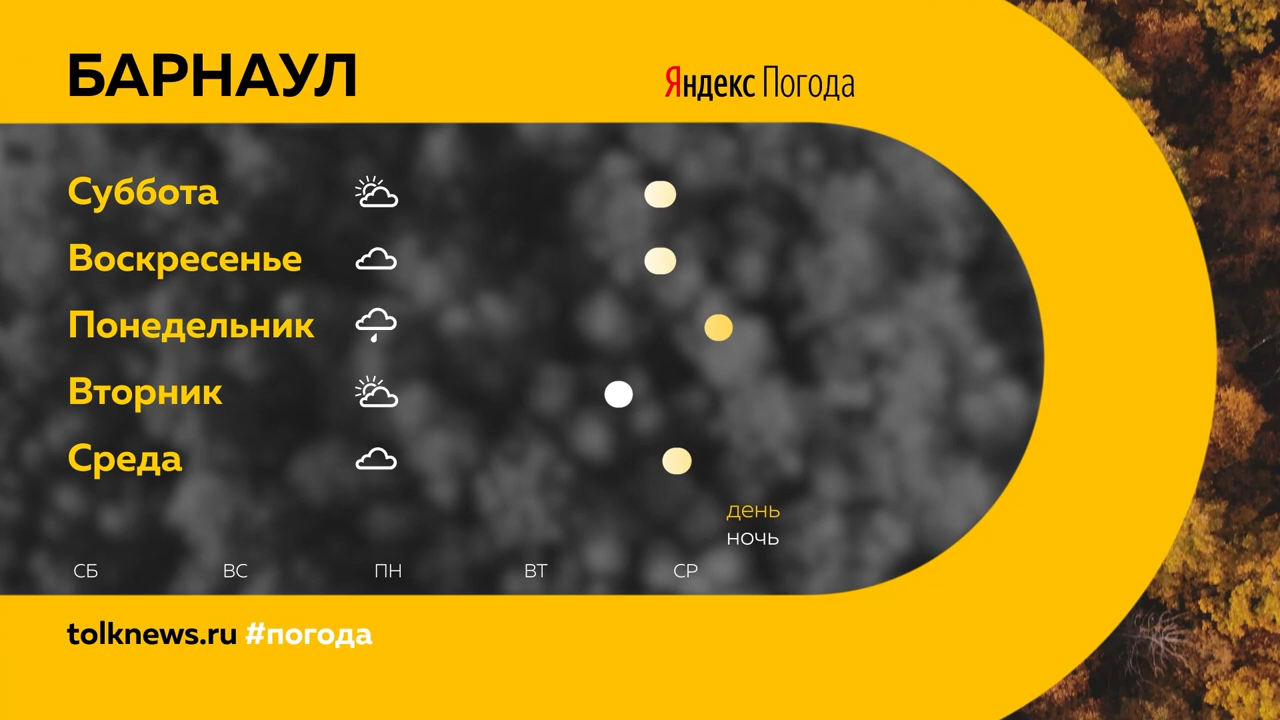 БАРНАУЛ
Яндекс Погода
Суббота
Воскресенье
Понедельник
Вторник
Среда
день
ночь
СБ ВС ПН ВТ СР
tolknews.ru #погода